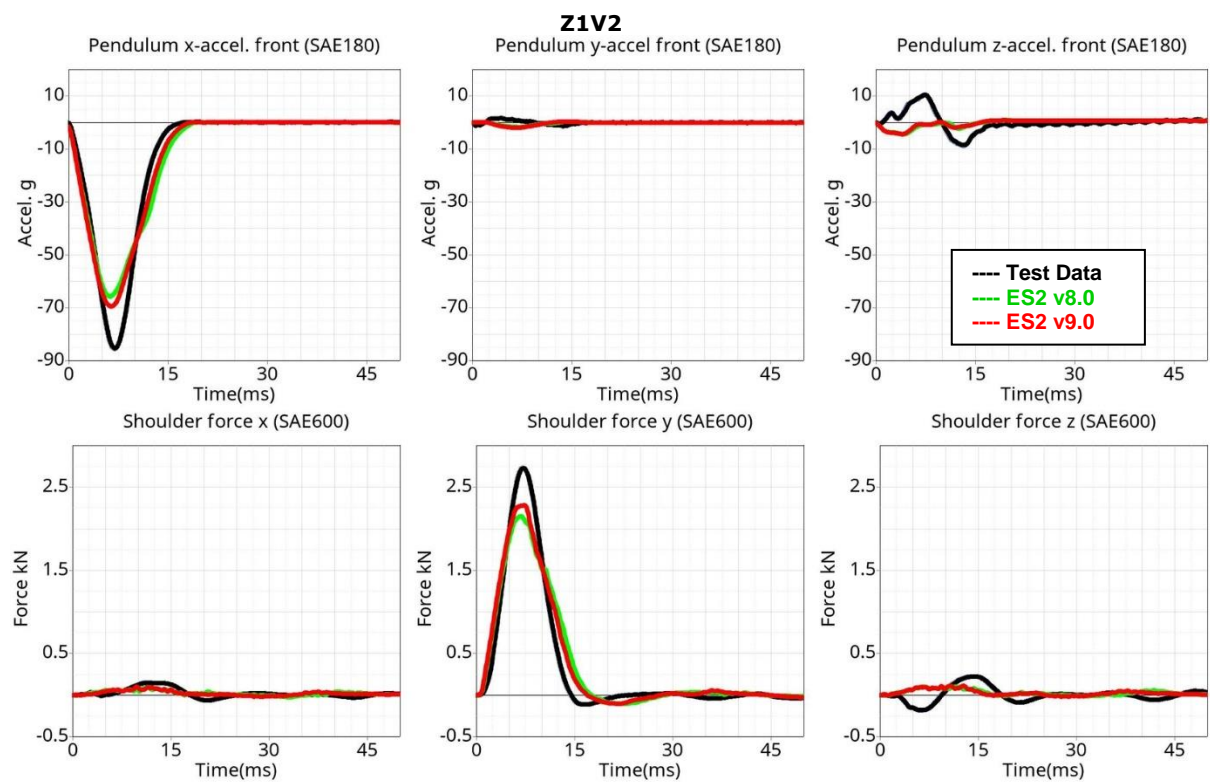 Z1V2
Pendulum x-accel. front (SAE180)
Pendulum y-accel front (SAE180)
Pendulum z-accel. front (SAE180)
10
-10
-30
-50
-70
-90
Accel. g
0
15
30
45
Time(ms)
10
-10
-30
-50
-70
-90
Accel. g
0
15
30
45
Time(ms)
10
-10
-30
-50
-70
-90
Accel. g
0
15
30
45
Time(ms)
---- Test Data
---- ES2 v8.0
---- ES2 v9.0
Shoulder force x (SAE600)
Shoulder force y (SAE600)
Shoulder force z (SAE600)
2.5
1.5
0.5
-0.5
Force kN
0
15
30
45
Time(ms)
2.5
1.5
0.5
-0.5
Force kN
0
15
30
45
Time(ms)
2.5
1.5
0.5
-0.5
Force kN
0
15
30
45
Time(ms)